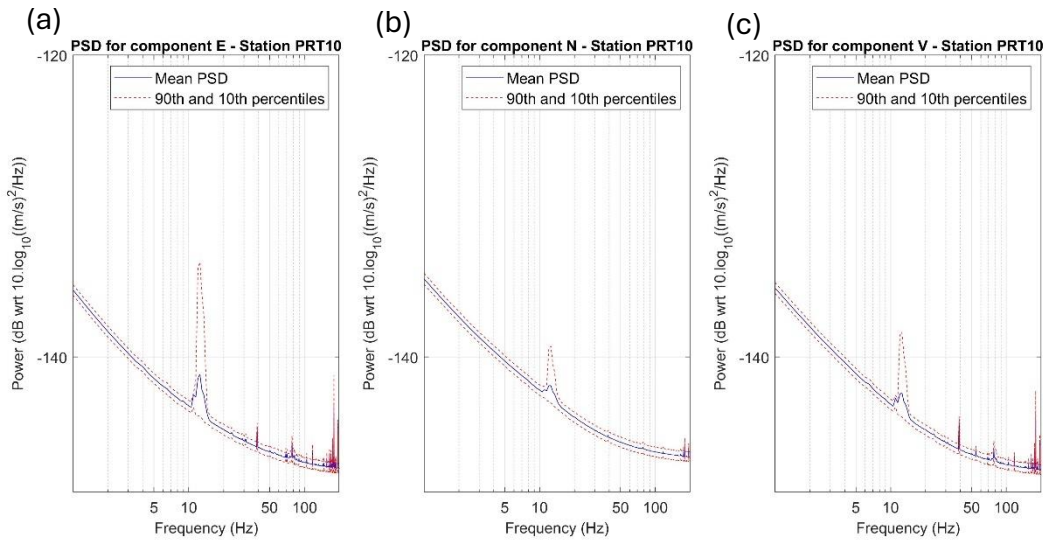 (a)
PSD for component E - Station PRT10
-120
Mean PSD
90th and 10th percentiles
-130
-140
Power (dB wrt 10.log10((m/s)^2/Hz))
5 10 50 100
Frequency (Hz)
(b)
PSD for component N - Station PRT10
-120
Mean PSD
90th and 10th percentiles
-130
-140
Power (dB wrt 10.log10((m/s)^2/Hz))
5 10 50 100
Frequency (Hz)
(c)
PSD for component V - Station PRT10
-120
Mean PSD
90th and 10th percentiles
-130
-140
Power (dB wrt 10.log10((m/s)^2/Hz))
5 10 50 100
Frequency (Hz)